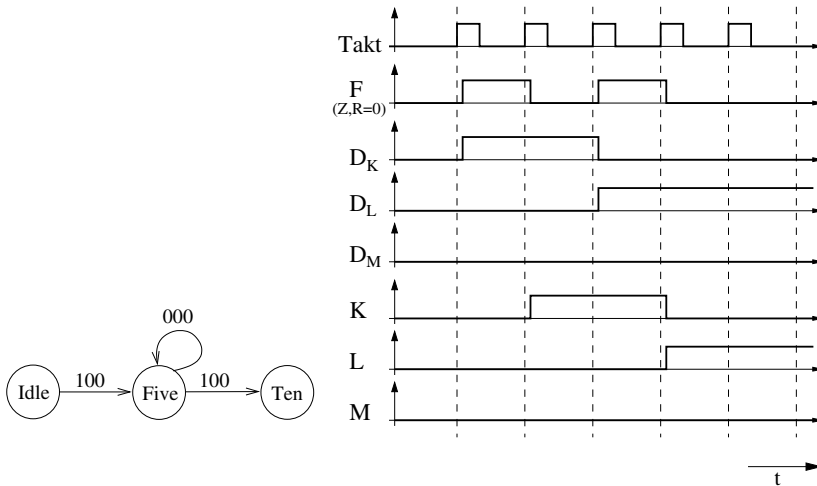 Takt
F
(Z,R=0)
D_K
D_L
D_M
K
L
M
t
000
Idle
100
Five
100
Ten